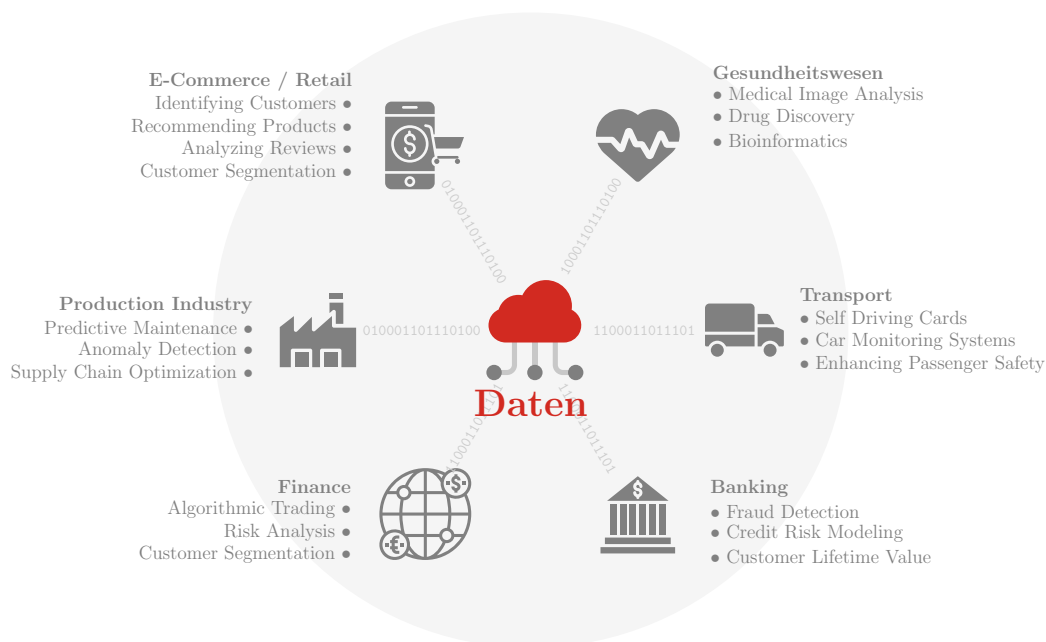 E-Commerce / Retail
Identifying Customers •
Recommending Products •
Analyzing Reviews •
Customer Segmentation •
Gesundheitswesen
• Medical Image Analysis
• Drug Discovery
• Bioinformatics
010001101110100
10001101110100
Production Industry
Predictive Maintenance •
Anomaly Detection •
Supply Chain Optimization •
010001101110100
1100011011101
Transport
• Self Driving Cards
• Car Monitoring Systems
• Enhancing Passenger Safety
Daten
Finance
Algorithmic Trading •
Risk Analysis •
Customer Segmentation •
Banking
• Fraud Detection
• Credit Risk Modeling
• Customer Lifetime Value